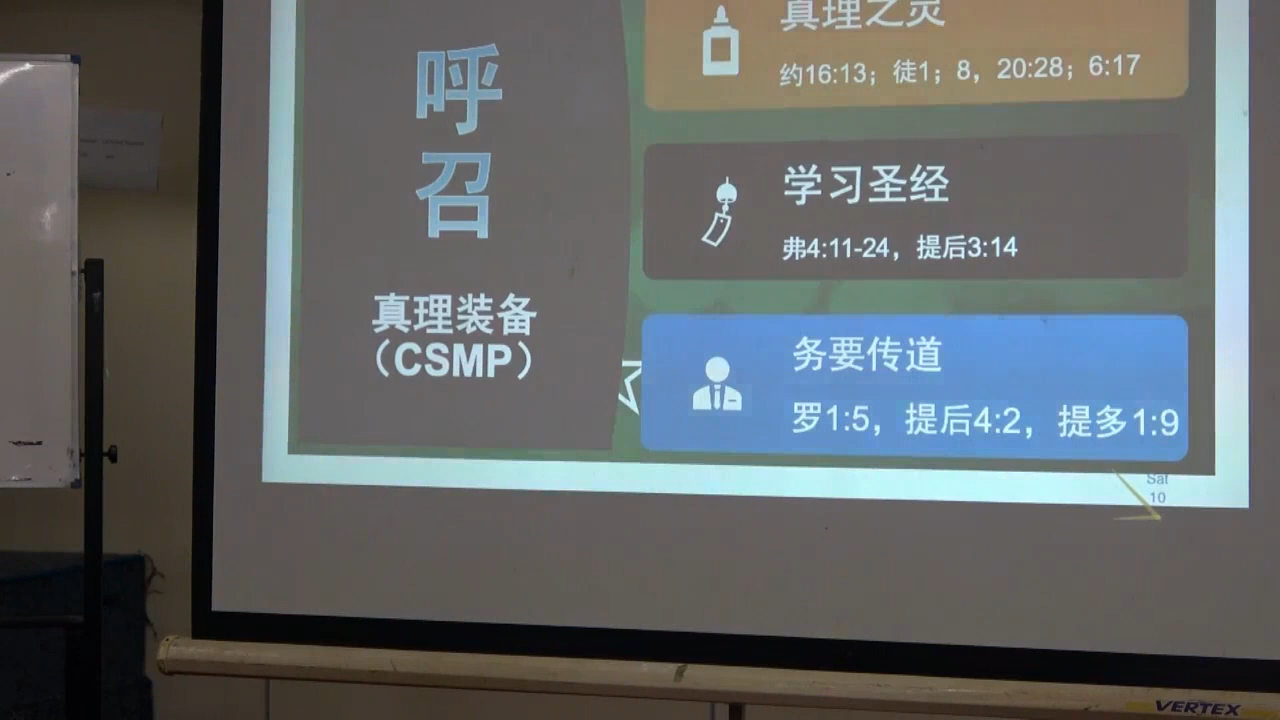 呼
召
真理装备
（CSMP）
真理之灵
约16:13；徒1；8，20:28；6:17
学习圣经
弗4:11-24，提后3:14
务要传道
罗1:5，提后4:2，提多1:9
Sat
10
VERTEX